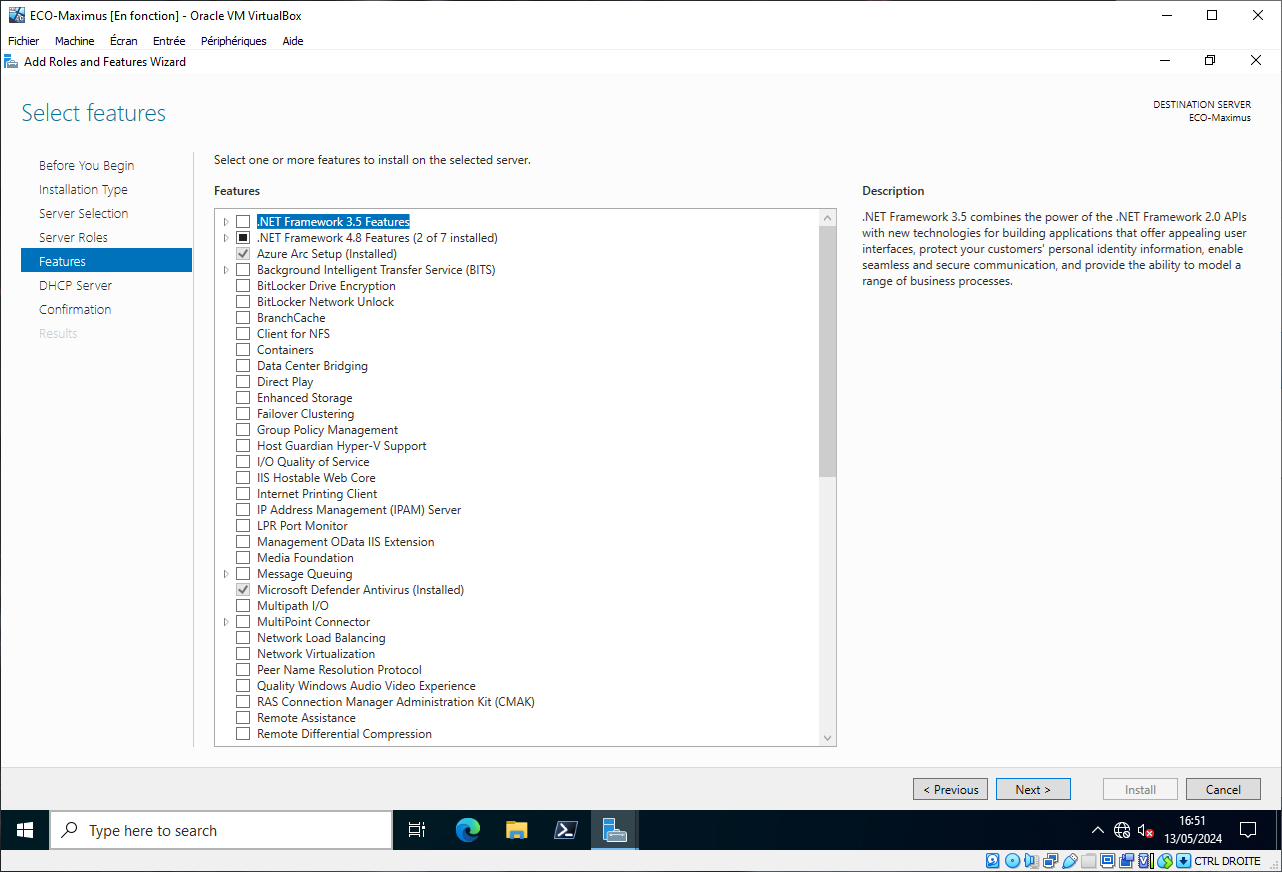 ECO-Maximus [En fonction] - Oracle VM VirtualBox
Fichier Machine Écran Entrée Périphériques Aide
Add Roles and Features Wizard
Select features
DESTINATION SERVER
ECO-Maximus
Before You Begin
Installation Type
Server Selection
Server Roles
Features
DHCP Server
Confirmation
Results
Select one or more features to install on the selected server.
Features
.NET Framework 3.5 Features
.NET Framework 4.8 Features (2 of 7 installed)
Azure Arc Setup (Installed)
Background Intelligent Transfer Service (BITS)
BitLocker Drive Encryption
BitLocker Network Unlock
BranchCache
Client for NFS
Containers
Data Center Bridging
Direct Play
Enhanced Storage
Failover Clustering
Group Policy Management
Host Guardian Hyper-V Support
I/O Quality of Service
IIS Hostable Web Core
Internet Printing Client
IP Address Management (IPAM) Server
LPR Port Monitor
Management OData IIS Extension
Media Foundation
Message Queuing
Microsoft Defender Antivirus (Installed)
Multipath I/O
MultiPoint Connector
Network Load Balancing
Network Virtualization
Peer Name Resolution Protocol
Quality Windows Audio Video Experience
RAS Connection Manager Administration Kit (CMAK)
Remote Assistance
Remote Differential Compression
Description
.NET Framework 3.5 combines the power of the .NET Framework 2.0 APIs
with new technologies for building applications that offer appealing user
interfaces, protect your customers' personal identity information, enable
seamless and secure communication, and provide the ability to model a
range of business processes.
< Previous
Next >
Install
Cancel
Type here to search
16:51
13/05/2024
CTRL DROITE